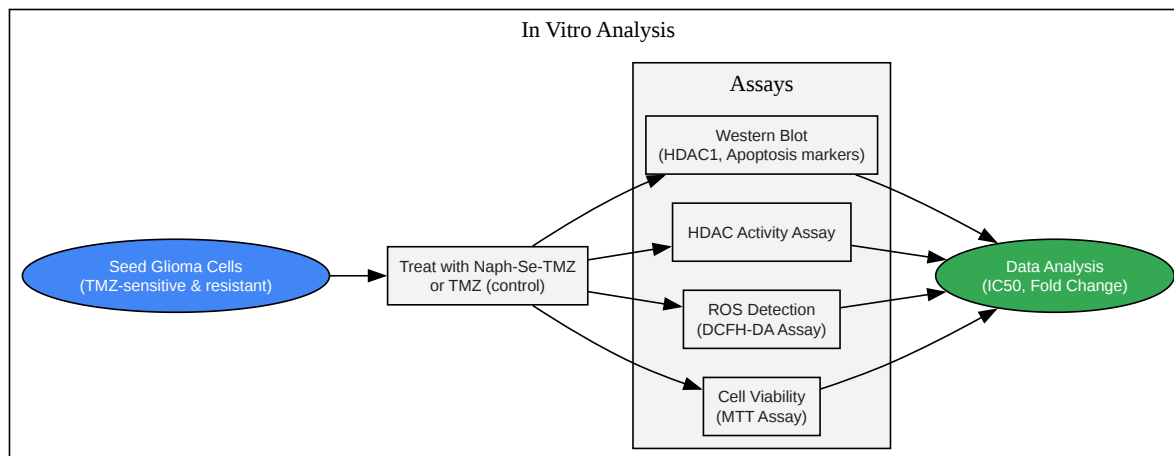 In Vitro Analysis
Assays
Seed Glioma Cells
(TMZ-sensitive & resistant)
Treat with Naph-Se-TMZ
or TMZ (control)
Western Blot
(HDAC1, Apoptosis markers)
HDAC Activity Assay
ROS Detection
(DCFH-DA Assay)
Cell Viability
(MTT Assay)
Data Analysis
(IC50, Fold Change)